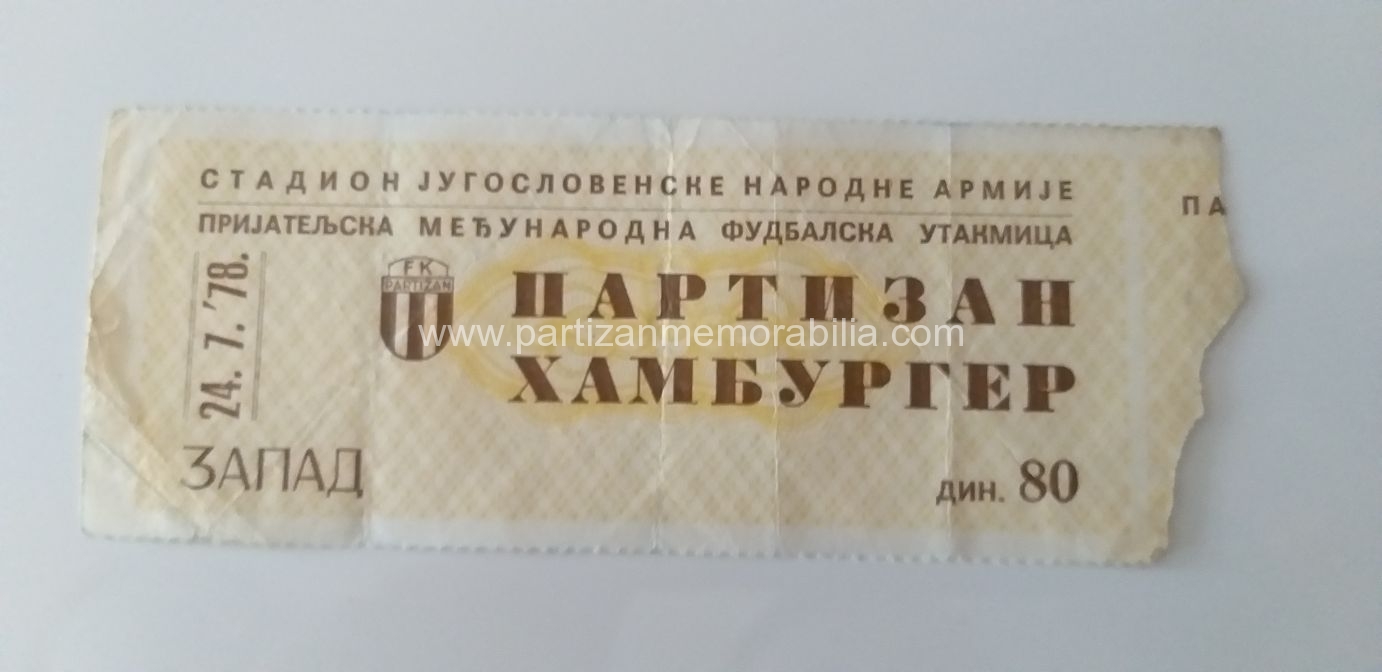 СТАДИОН ЈУГОСЛОВЕНСКЕ НАРОДНЕ АРМИЈЕ
ПРИЈАТЕЉСКА МЕЂУНАРОДНА ФУДБАЛСКА УТАКМИЦА
24. 7. '78.
FK
PARTIZAN
ПАРТИЗАН
www.partizanmemorabilia.com
ХАМБУРГЕР
ЗАПАД
ДИН. 80
ПА